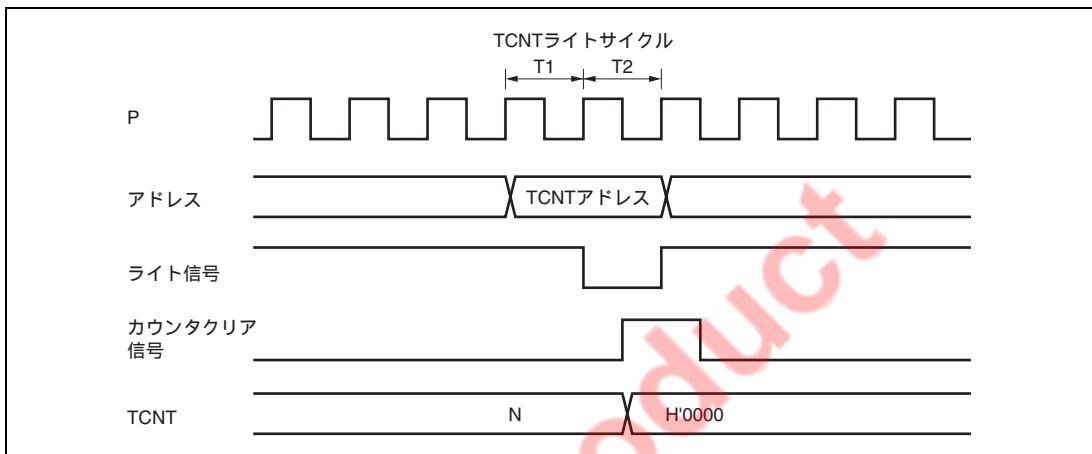 TCNTライトサイクル
T1 T2
P
アドレス
TCNTアドレス
ライト信号
カウンタクリア
信号
TCNT
N
H'0000
oduct